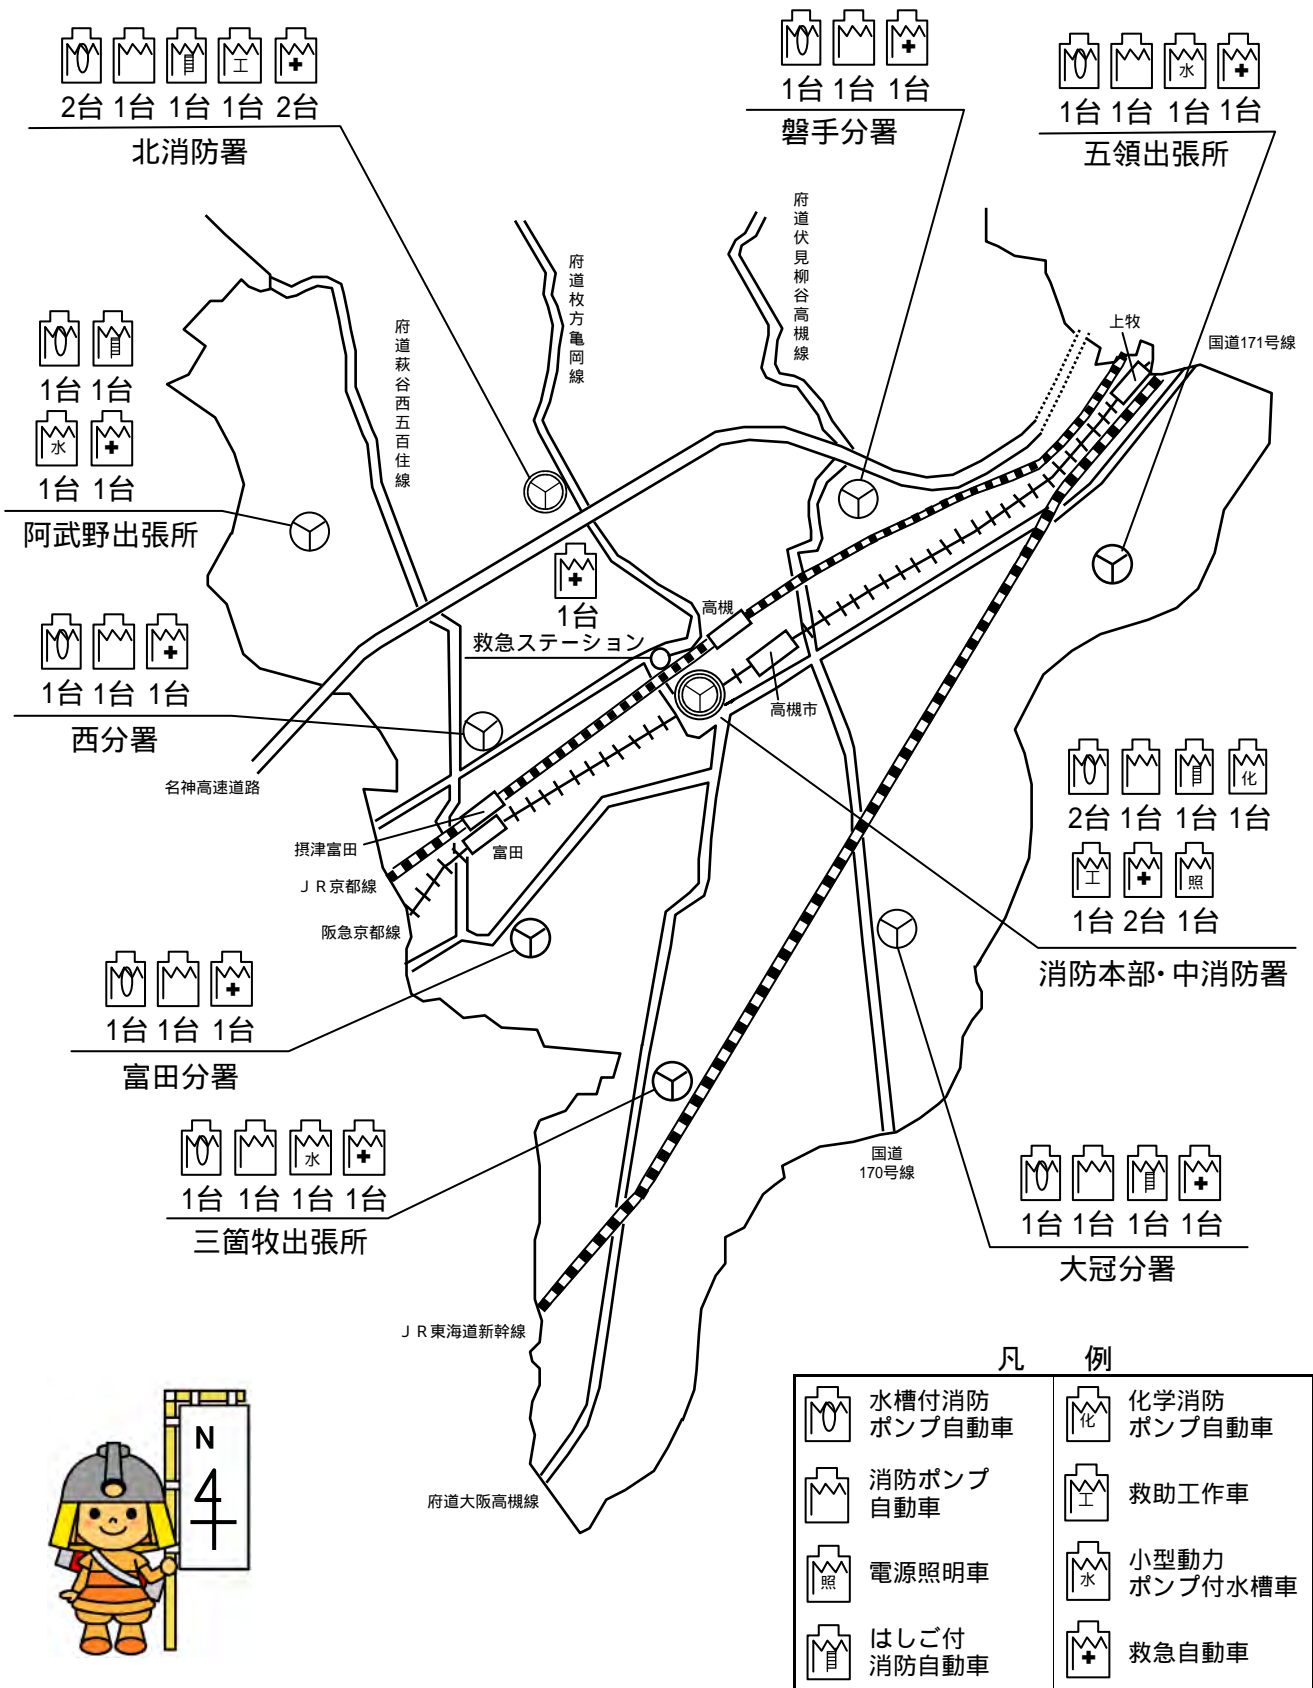 2台 1台 1台 1台 2台
北消防署
1台 1台 1台
磐手分署
1台 1台 1台 1台
五領出張所
府道伏見柳谷高槻線
府道枚方亀岡線
府道萩谷西五百住線
上牧
国道171号線
1台 1台
1台 1台
阿武野出張所
1台
救急ステーション
高槻
高槻市
1台 1台 1台
西分署
名神高速道路
摂津富田
富田
JR京都線
阪急京都線
2台 1台 1台 1台
化
工 照
1台 2台 1台
消防本部・中消防署
1台 1台 1台
富田分署
水
1台 1台 1台 1台
三箇牧出張所
国道
170号線
1台 1台 1台 1台
大冠分署
JR東海道新幹線
府道大阪高槻線
N
凡 例
水槽付消防
ポンプ自動車
化
化学消防
ポンプ自動車
消防ポンプ
自動車
工
救助工作車
照
電源照明車
水
小型動力
ポンプ付水槽車
はしご付
消防自動車
救急自動車